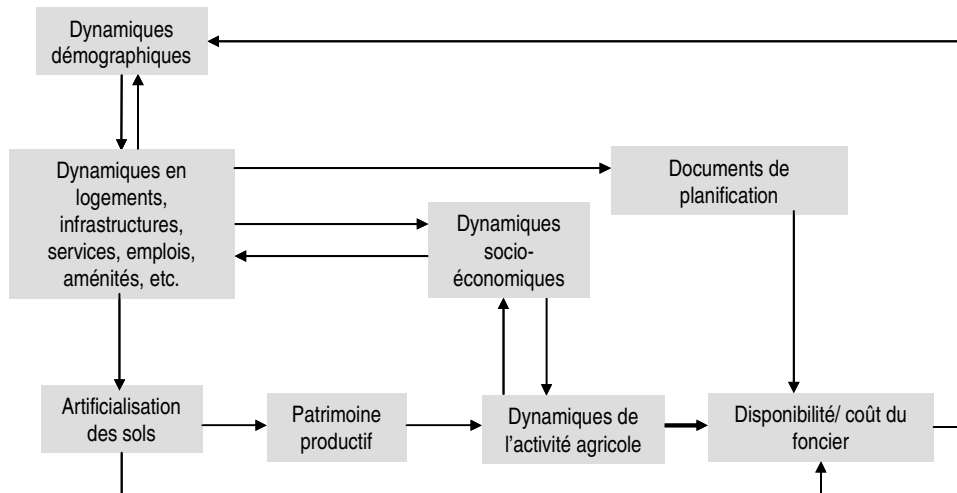 Dynamiques
démographiques
Dynamiques en
logements,
infrastructures,
services, emplois,
aménités, etc.
Documents de
planification
Dynamiques
socio-
économiques
Artificialisation
des sols
Patrimoine
productif
Dynamiques de
l’activité agricole
Disponibilité/ coût du
foncier